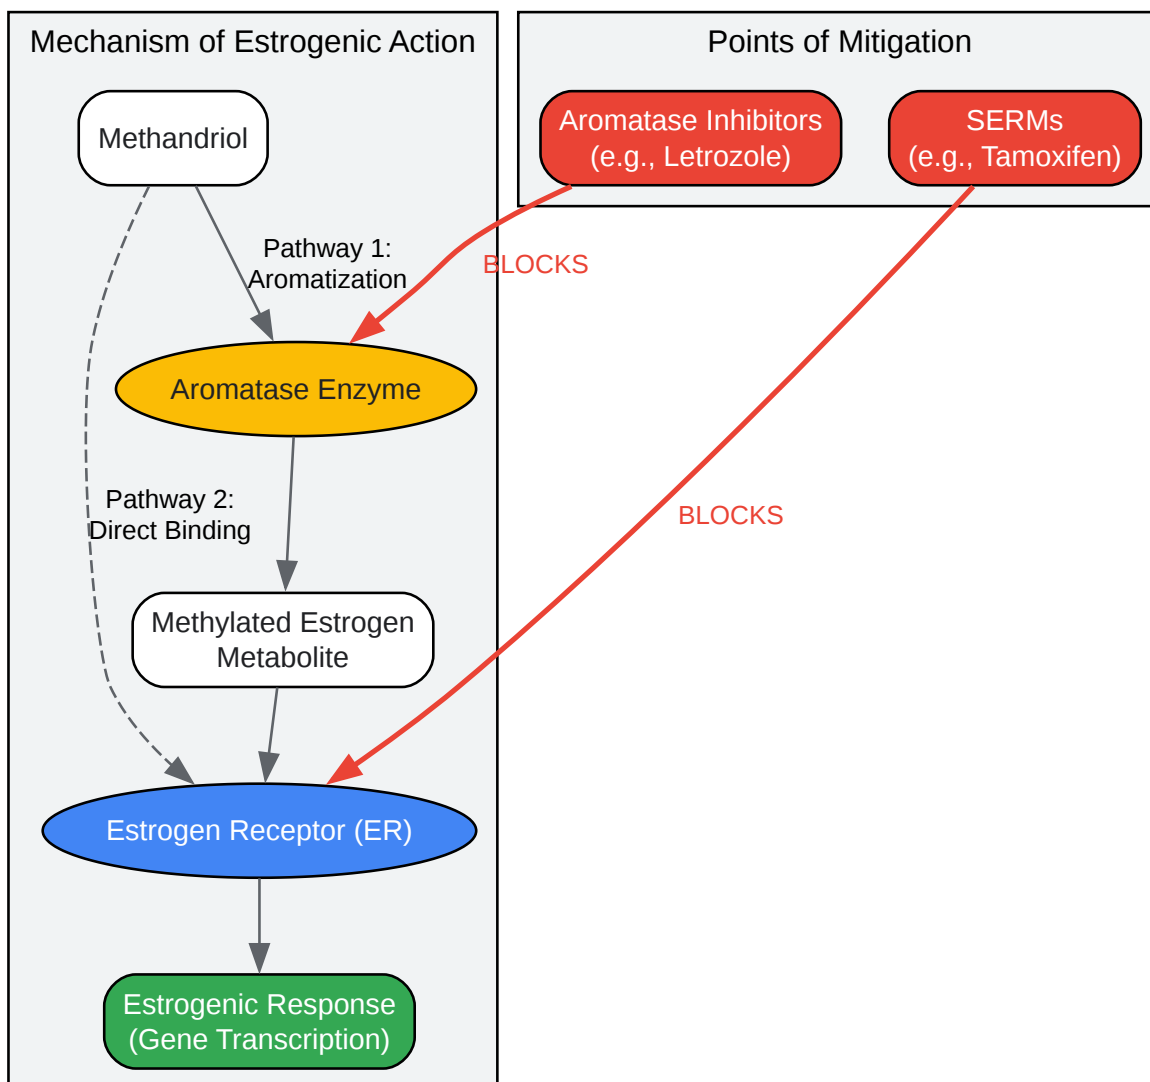 Mechanism of Estrogenic Action
Points of Mitigation
Methandriol
Aromatase Inhibitors
(e.g., Letrozole)
SERMs
(e.g., Tamoxifen)
Pathway 1:
Aromatization
BLOCKS
Aromatase Enzyme
Pathway 2:
Direct Binding
BLOCKS
Methylated Estrogen
Metabolite
Estrogen Receptor (ER)
Estrogenic Response
(Gene Transcription)